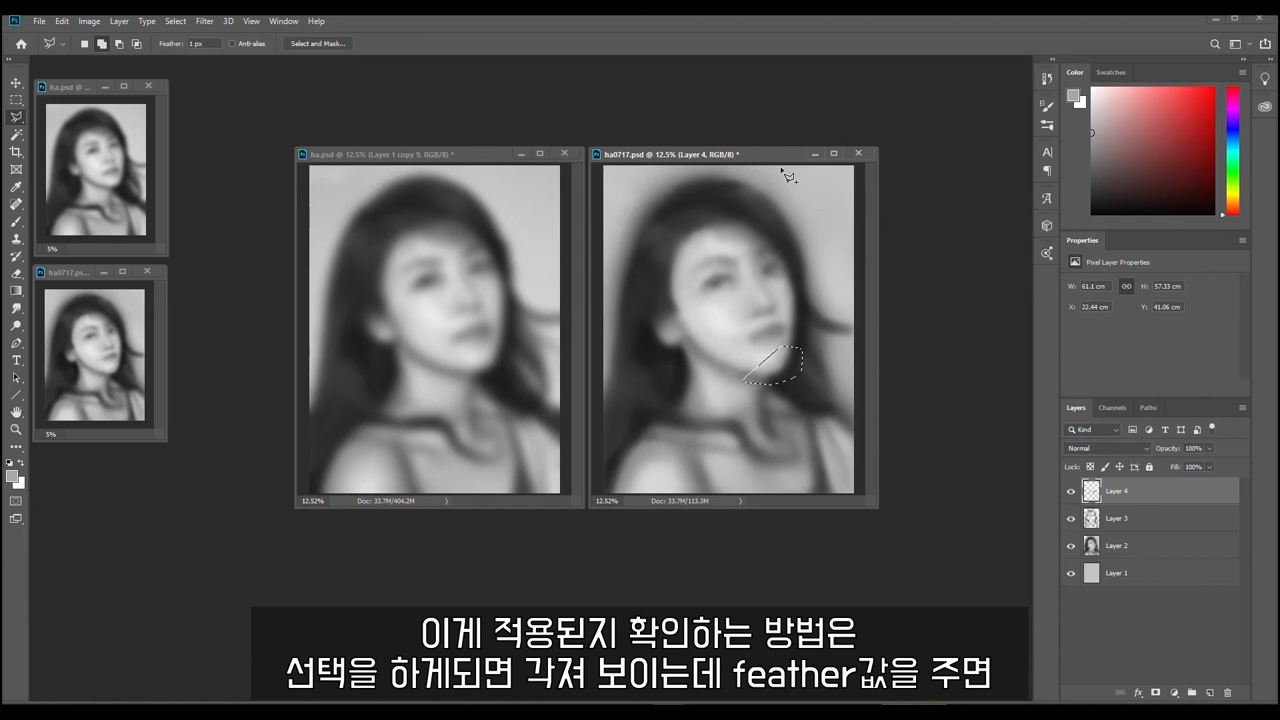 Ps File Edit Image Layer Type Select Filter 3D View Window Help
Feather: 1 px Anti-alias Select and Mask...
ha.psd @ ...
5%
ha0717.ps...
5%
ha.psd @ 12.5% (Layer 1 copy 9, RGB/8) *
12.52% Doc: 33.7M/404.2M
ha0717.psd @ 12.5% (Layer 4, RGB/8) *
12.52% Doc: 33.7M/113.3M
Color Swatches
Properties
Pixel Layer Properties
W: 61.1 cm H: 57.33 cm
X: 22.44 cm Y: 41.06 cm
Layers Channels Paths
Kind
Normal Opacity: 100%
Lock: Fill: 100%
Layer 4
Layer 3
Layer 2
Layer 1
이게 적용된지 확인하는 방법은
선택을 하게되면 각져 보이는데 feather값을 주면